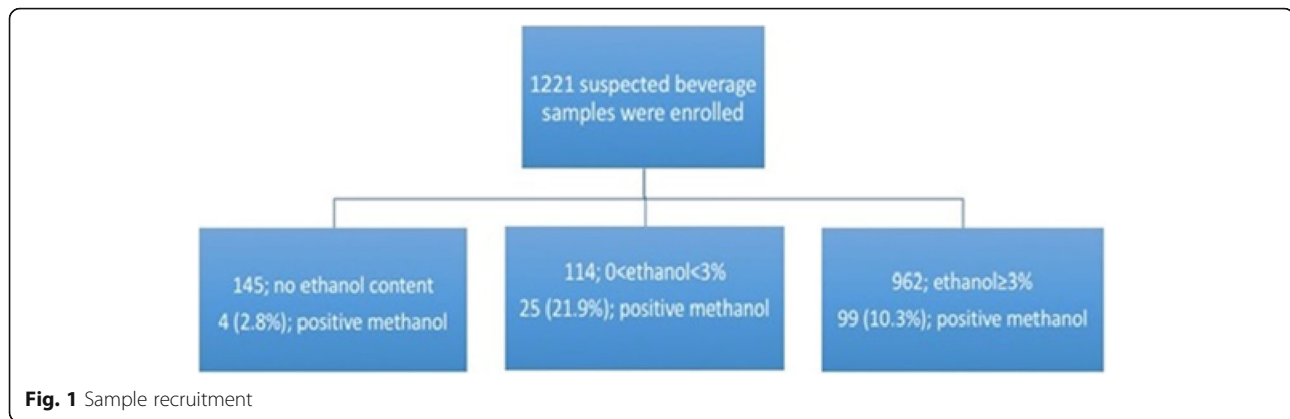 1221 suspected beverage
samples were enrolled
145; no ethanol content
4 (2.8%); positive methanol
114; 0<ethanol<3%
25 (21.9%); positive methanol
962; ethanol≥3%
99 (10.3%); positive methanol
Fig. 1 Sample recruitment